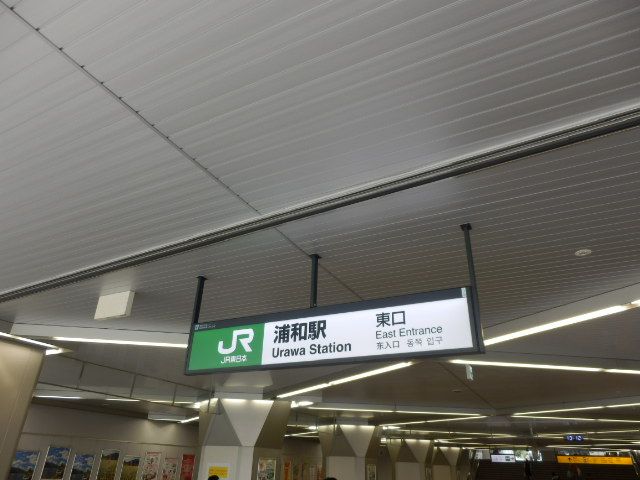 JR
JR東日本
浦和駅
Urawa Station
東口
East Entrance
东入口 동쪽 입구